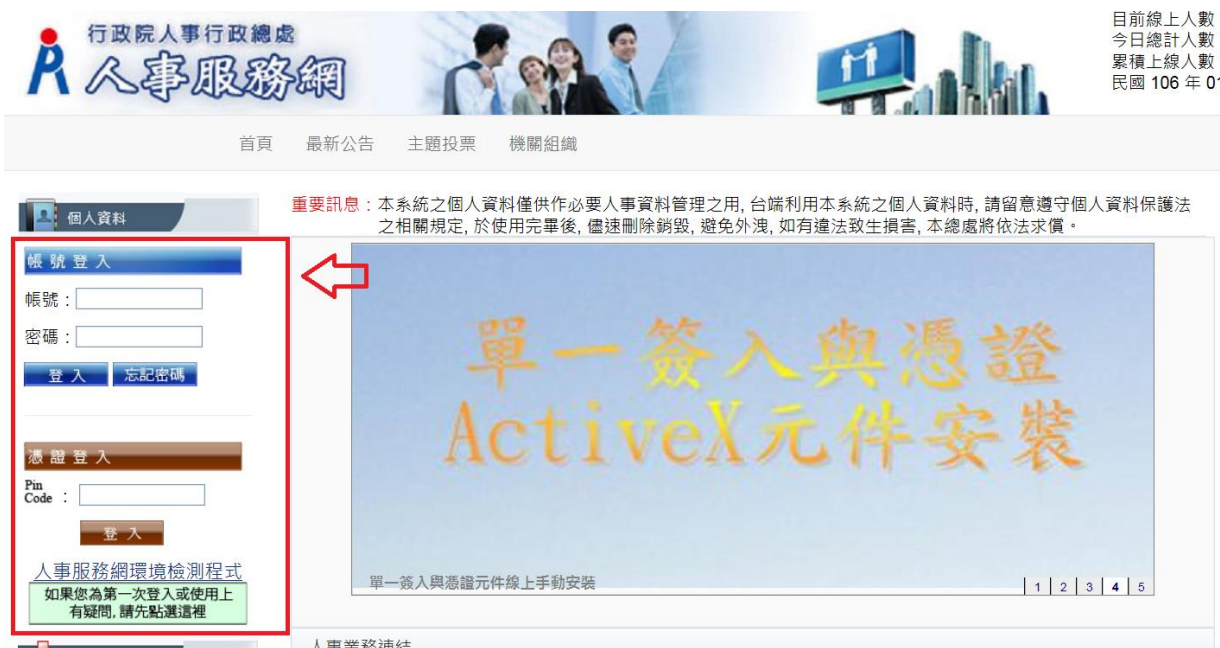 行政院人事行政總處
人事服務網
目前線上人數
今日總計人數
累積上線人數
民國 106 年 01
首頁 最新公告 主題投票 機關組織
個人資料
重要訊息：本系統之個人資料僅供作必要人事資料管理之用, 台端利用本系統之個人資料時, 請留意遵守個人資料保護法
之相關規定, 於使用完畢後, 儘速刪除銷毀, 避免外洩, 如有違法致生損害, 本總處將依法求償。
帳 號 登 入
帳號：
密碼：
登 入 忘記密碼
憑 證 登 入
Pin
Code ：
登 入
人事服務網環境檢測程式
如果您為第一次登入或使用上
有疑問, 請先點選這裡
單一簽入與憑證
ActiveX元件安裝
單一簽入與憑證元件線上手動安裝
1 2 3 4 5
人事業務連結